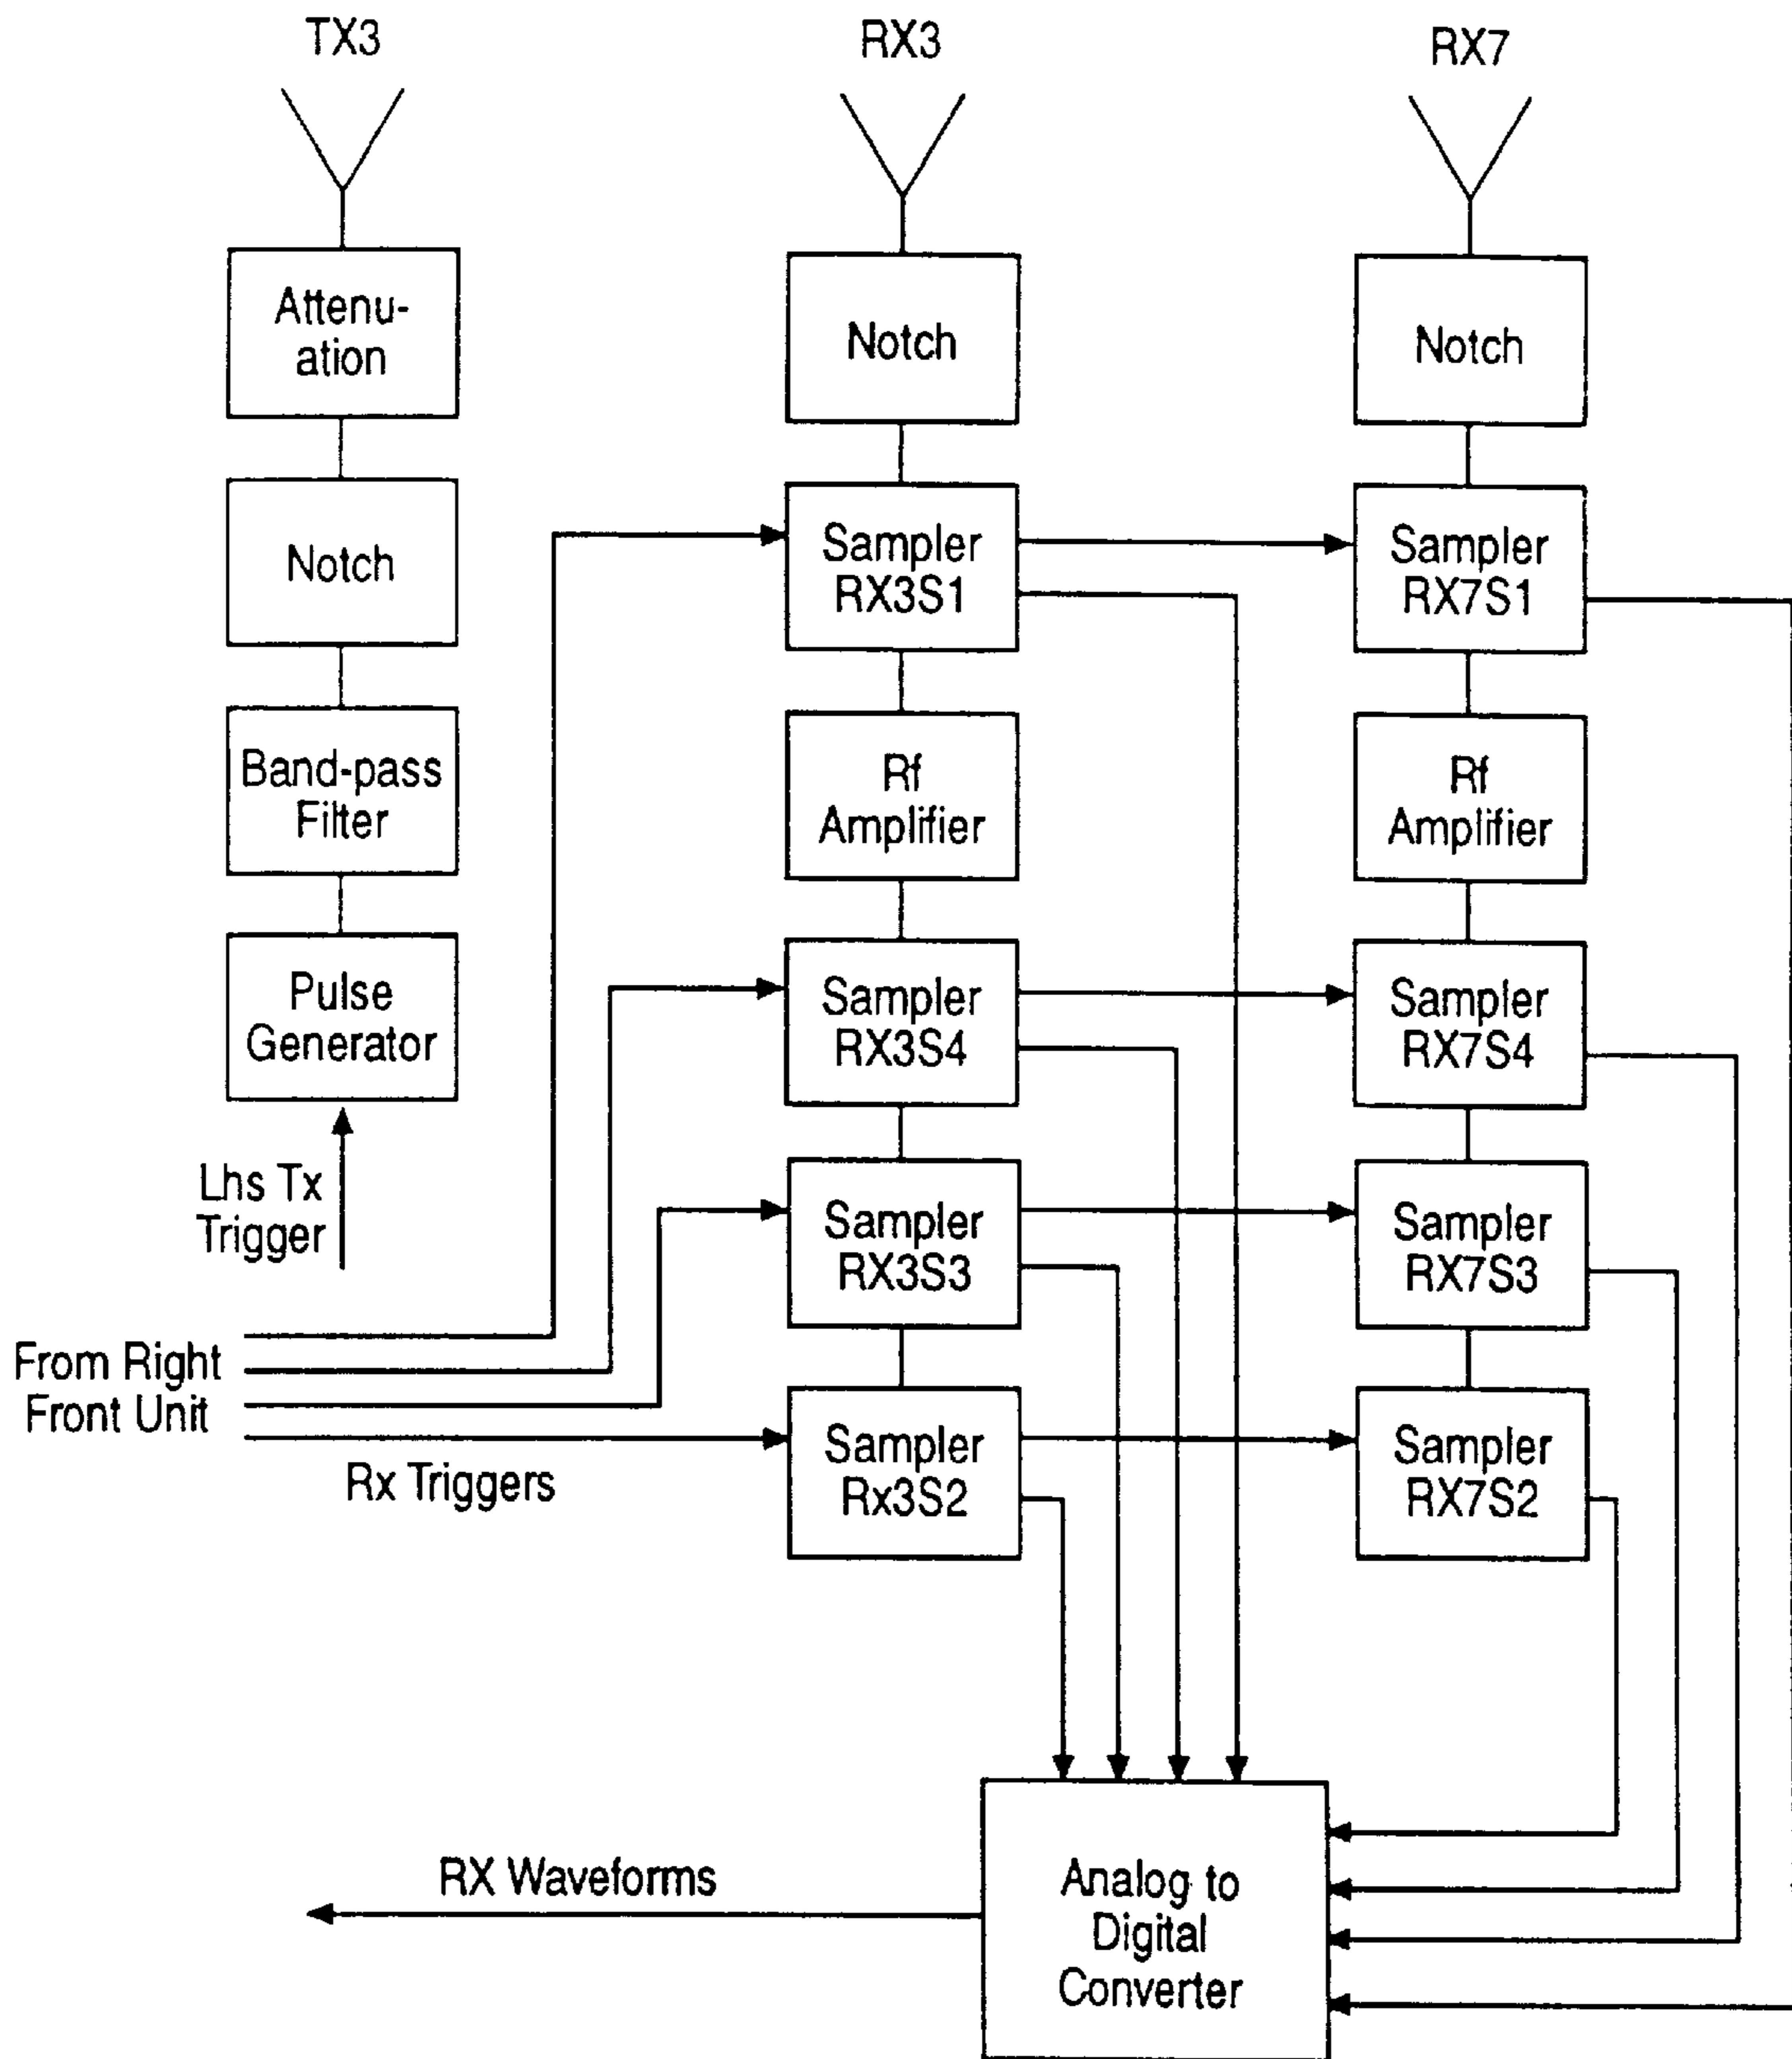 TX3
RX3
RX7
Attenu-
ation
Notch
Notch
Notch
Sampler
RX3S1
Sampler
RX7S1
Band-pass
Filter
Rf
Amplifier
Rf
Amplifier
Pulse
Generator
Sampler
RX3S4
Sampler
RX7S4
Lhs Tx
Trigger
Sampler
RX3S3
Sampler
RX7S3
From Right
Front Unit
Rx Triggers
Sampler
Rx3S2
Sampler
RX7S2
RX Waveforms
Analog to
Digital
Converter